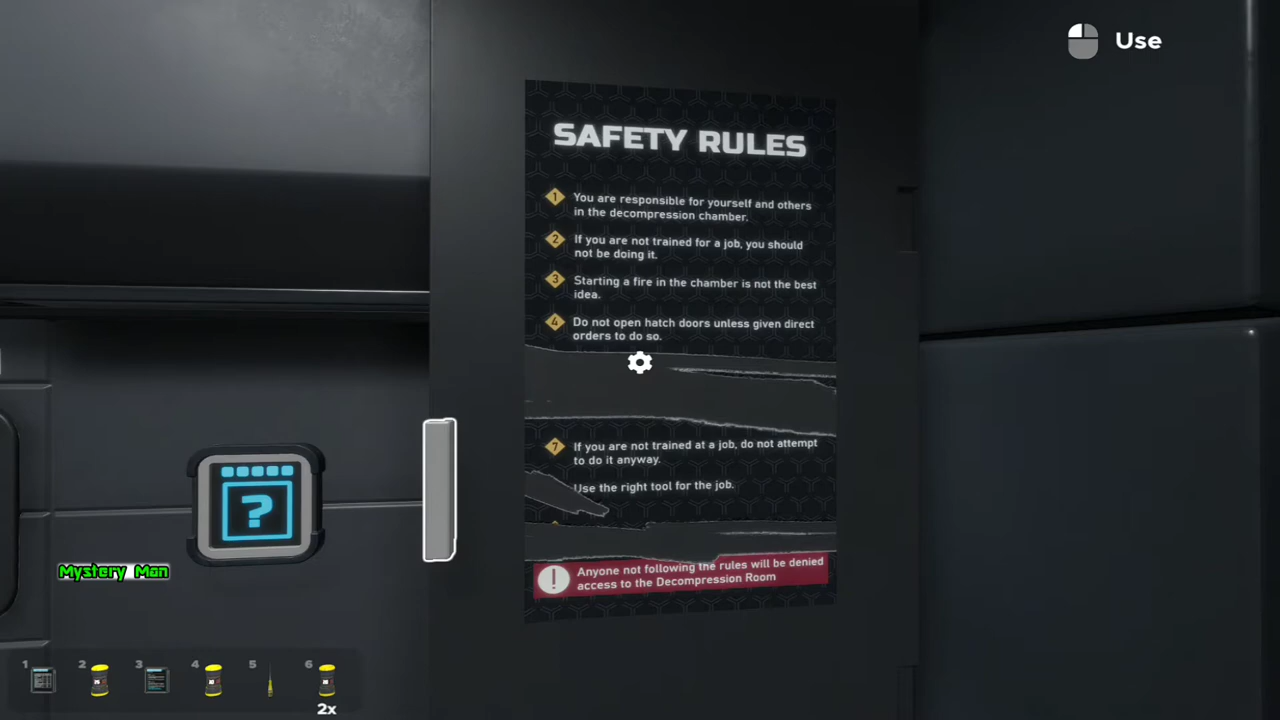 Use
SAFETY RULES
1 You are responsible for yourself and others
in the decompression chamber.
2 If you are not trained for a job, you should
not be doing it.
3 Starting a fire in the chamber is not the best
idea.
4 Do not open hatch doors unless given direct
orders to do so.
7 If you are not trained at a job, do not attempt
to do it anyway.
Use the right tool for the job.
! Anyone not following the rules will be denied
access to the Decompression Room
?
Mystery Man
1 2 3 4 5 6
2x